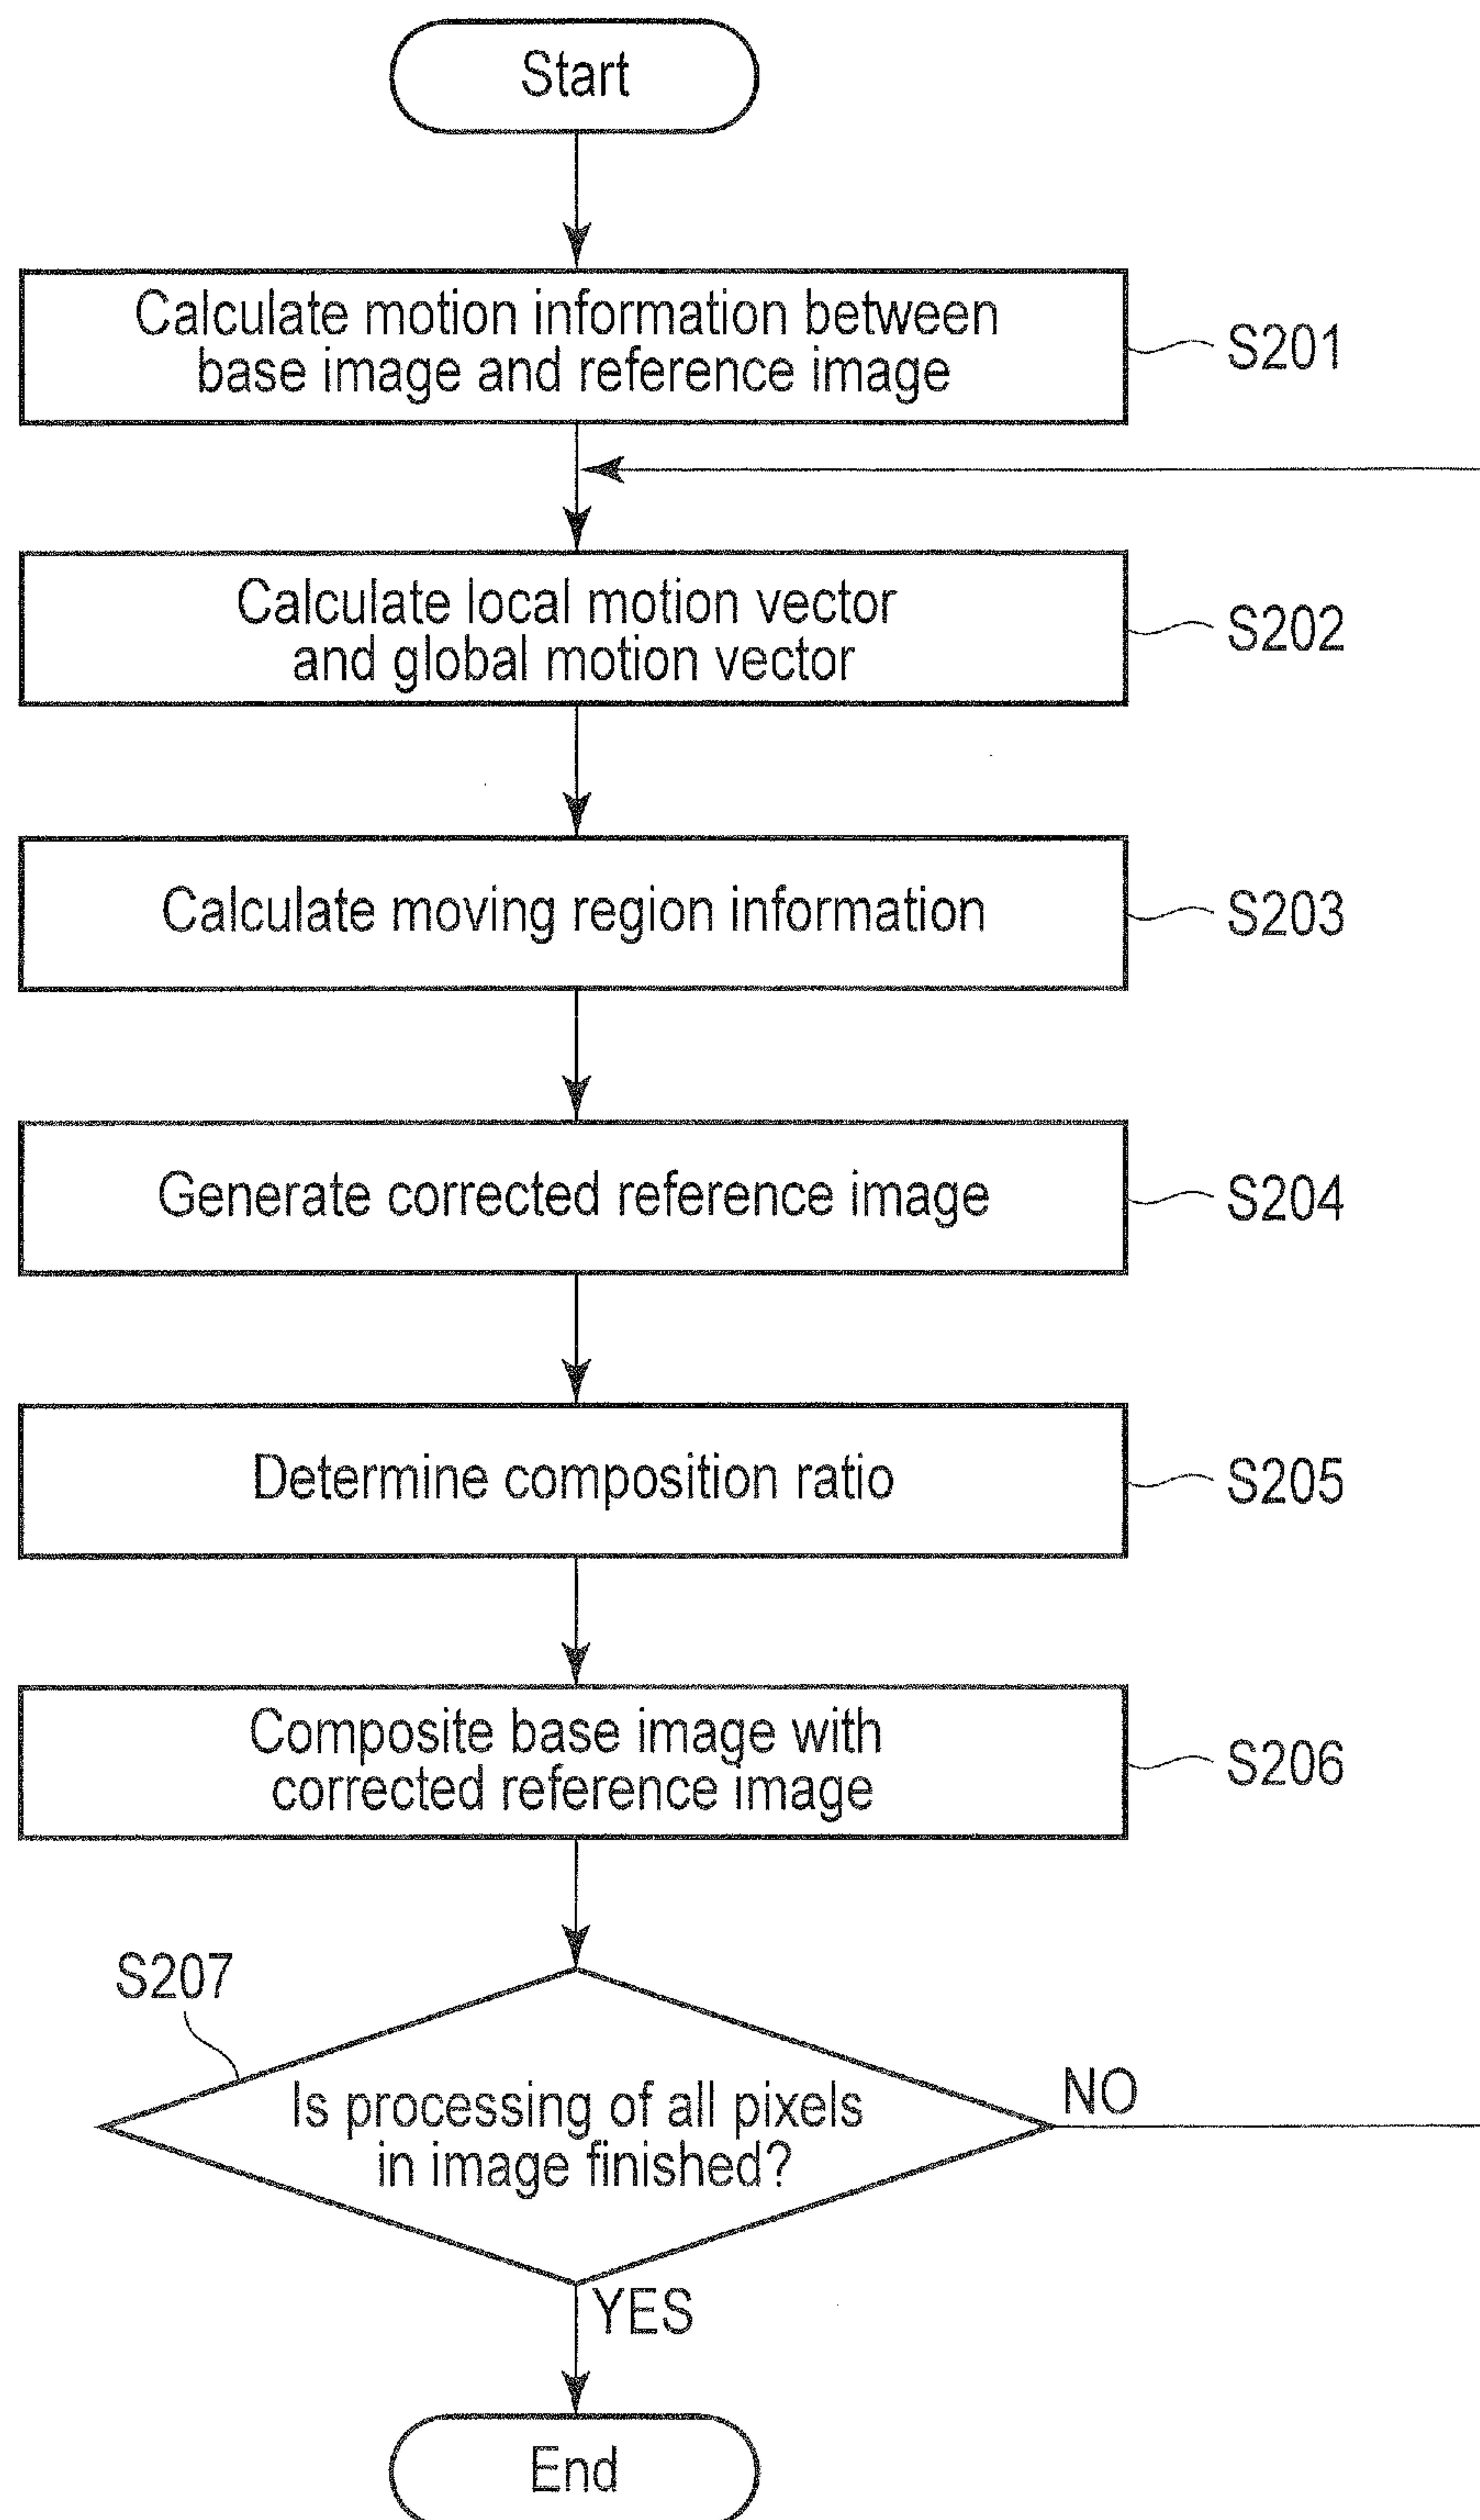 Start
Calculate motion information between
base image and reference image
S201
Calculate local motion vector
and global motion vector
S202
Calculate moving region information
S203
Generate corrected reference image
S204
Determine composition ratio
S205
Composite base image with
corrected reference image
S206
S207
Is processing of all pixels
in image finished?
NO
YES
End